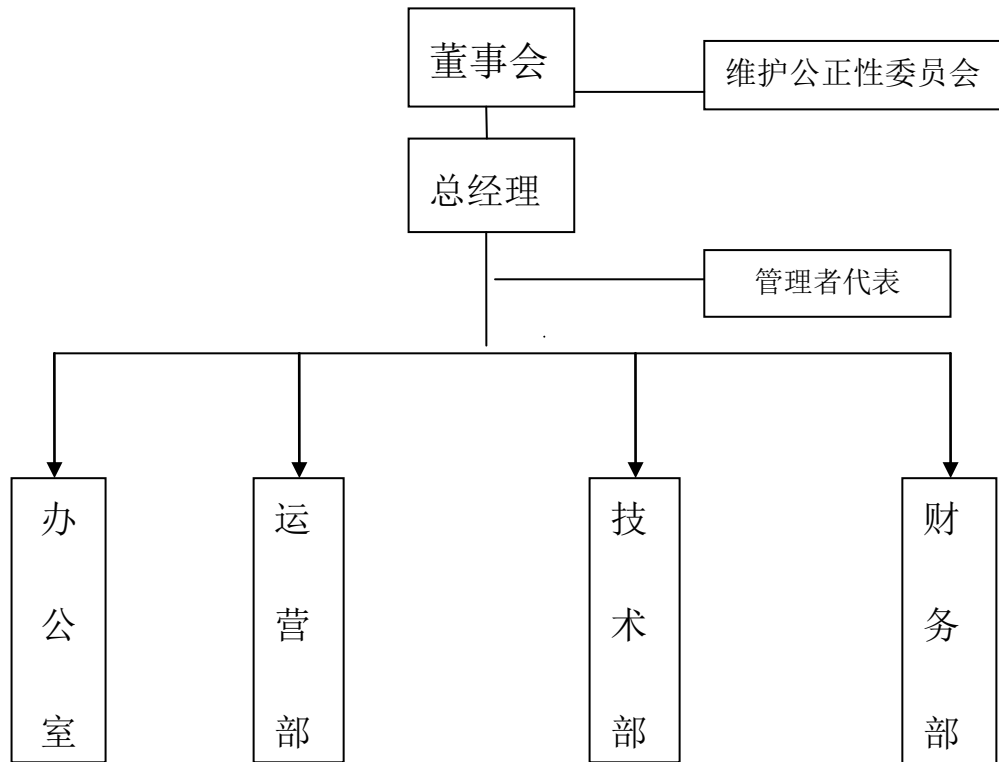 董事会
维护公正性委员会
总经理
管理者代表
办公室
运营部
技术部
财务部